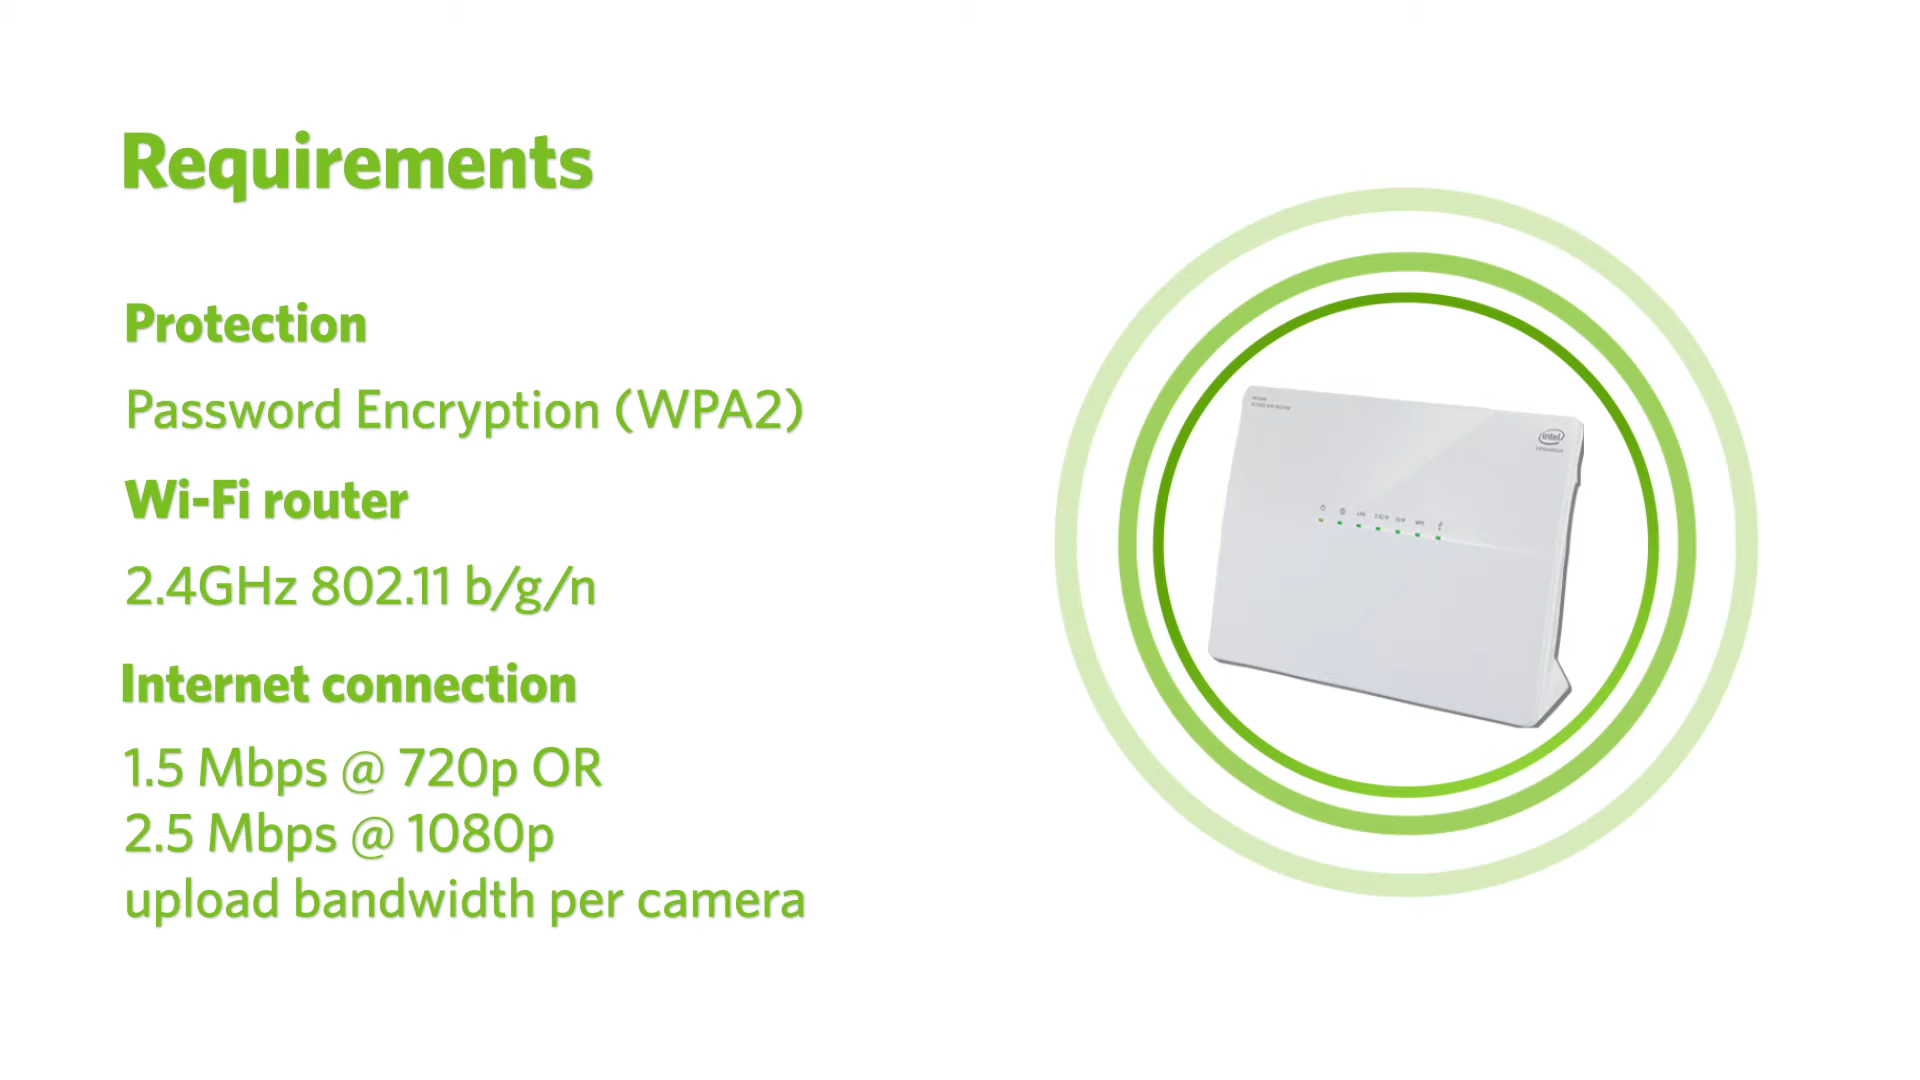 Requirements
Protection
Password Encryption (WPA2)
Wi-Fi router
2.4GHz 802.11 b/g/n
Internet connection
1.5 Mbps @ 720p OR
2.5 Mbps @ 1080p
upload bandwidth per camera
intel